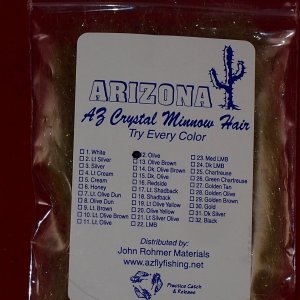 ARIZONA
AZ Crystal Minnow Hair
Try Every Color
1. White
2. Lt Silver
3. Silver
4. Lt Cream
5. Cream
6. Honey
7. Lt Olive Dun
8. Olive Dun
9. Lt Brown
10. Lt Olive Brown
11. Lt Olive
12. Olive
13. Olive Brown
14. Dk. Olive Brown
15. Dk. Olive
16. Redside
17. Lt. Shadback
18. Shadback
19. Lt Olive Yellow
20. Olive Yellow
21. Silver Olive
22. LMB
23. Med LMB
24. Dk LMB
25. Chartreuse
26. Green Chartreuse
27. Golden Tan
28. Golden Olive
29. Golden Brown
30. Gold
31. Dk Silver
32. Black
Distributed by:
John Rohmer Materials
www.azflyfishing.net
Practice Catch
& Release